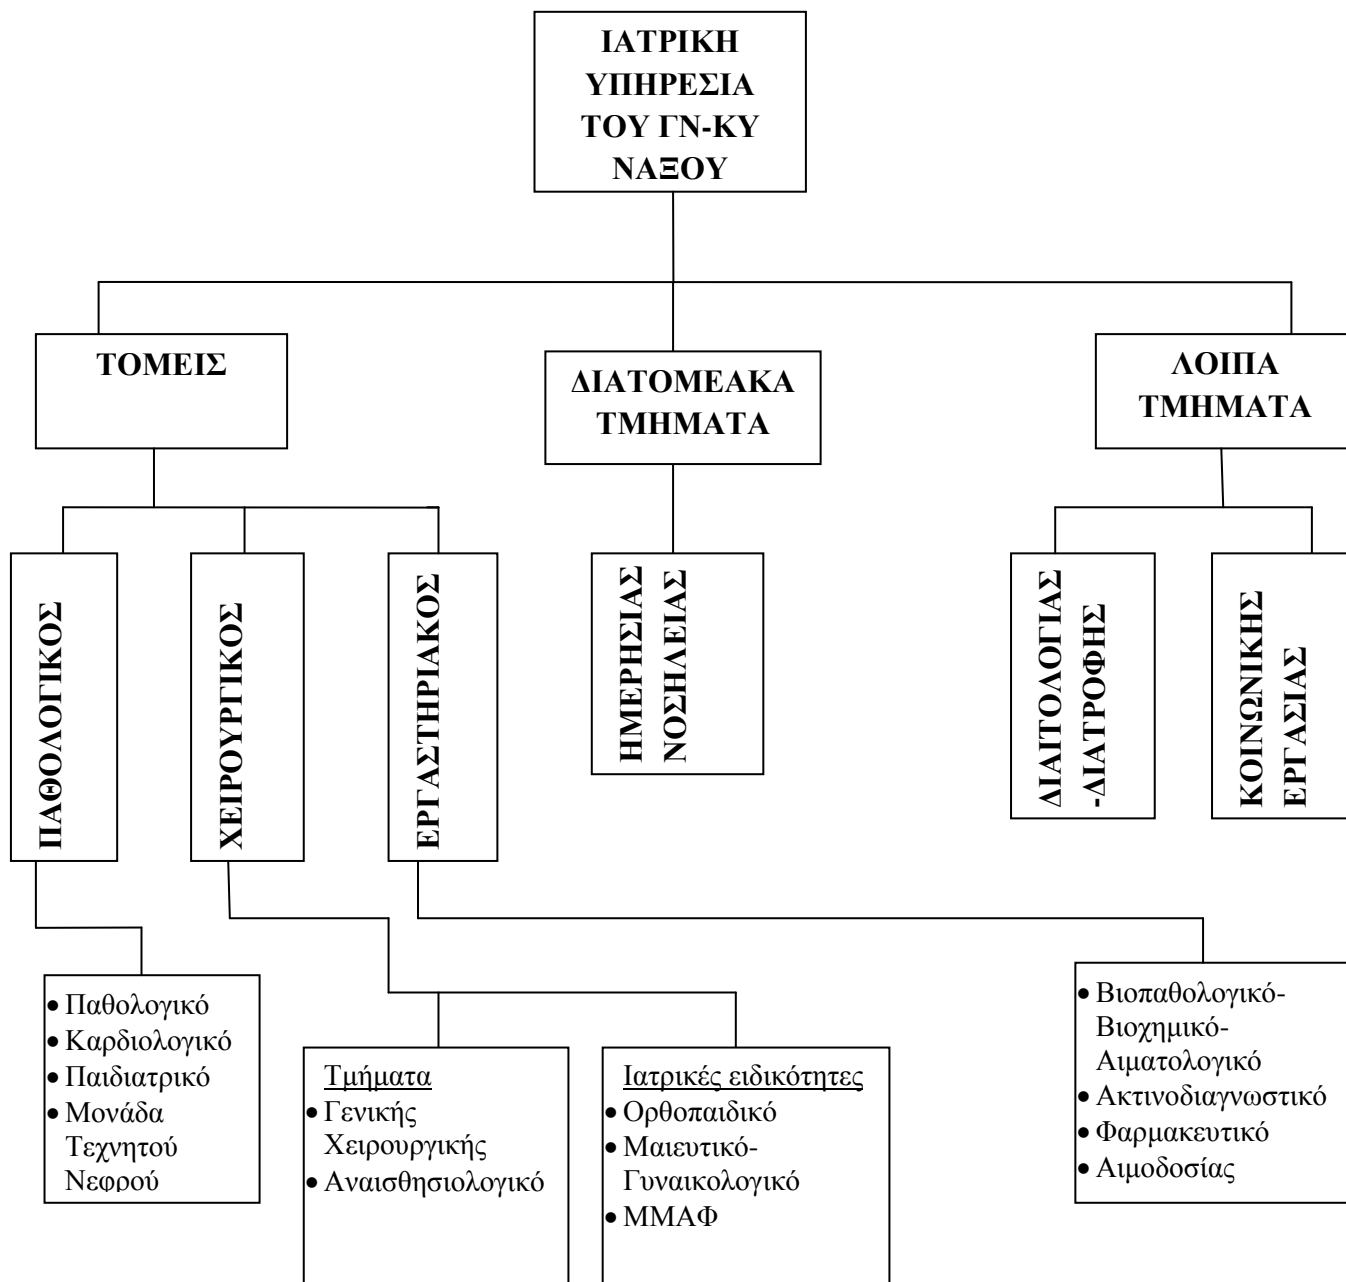 ΙΑΤΡΙΚΗ
ΥΠΗΡΕΣΙΑ
ΤΟΥ ΓΝ-ΚΥ
ΝΑΞΟΥ
ΤΟΜΕΙΣ
ΔΙΑΤΟΜΕΑΚΑ
ΤΜΗΜΑΤΑ
ΛΟΙΠΑ
ΤΜΗΜΑΤΑ
ΠΑΘΟΛΟΓΙΚΟΣ
ΧΕΙΡΟΥΡΓΙΚΟΣ
ΕΡΓΑΣΤΗΡΙΑΚΟΣ
ΗΜΕΡΗΣΙΑΣ
ΝΟΣΗΛΕΙΑΣ
ΔΙΑΙΤΟΛΟΓΙΑΣ
-ΔΙΑΤΡΟΦΗΣ
ΚΟΙΝΩΝΙΚΗΣ
ΕΡΓΑΣΙΑΣ
• Παθολογικό
• Καρδιολογικό
• Παιδιατρικό
• Μονάδα
Τεχνητού
Νεφρού
Τμήματα
• Γενικής
Χειρουργικής
• Αναισθησιολογικό
Ιατρικές ειδικότητες
• Ορθοπαιδικό
• Μαιευτικό-
Γυναικολογικό
• ΜΜΑΦ
• Βιοπαθολογικό-
Βιοχημικό-
Αιματολογικό
• Ακτινοδιαγνωστικό
• Φαρμακευτικό
• Αιμοδοσίας